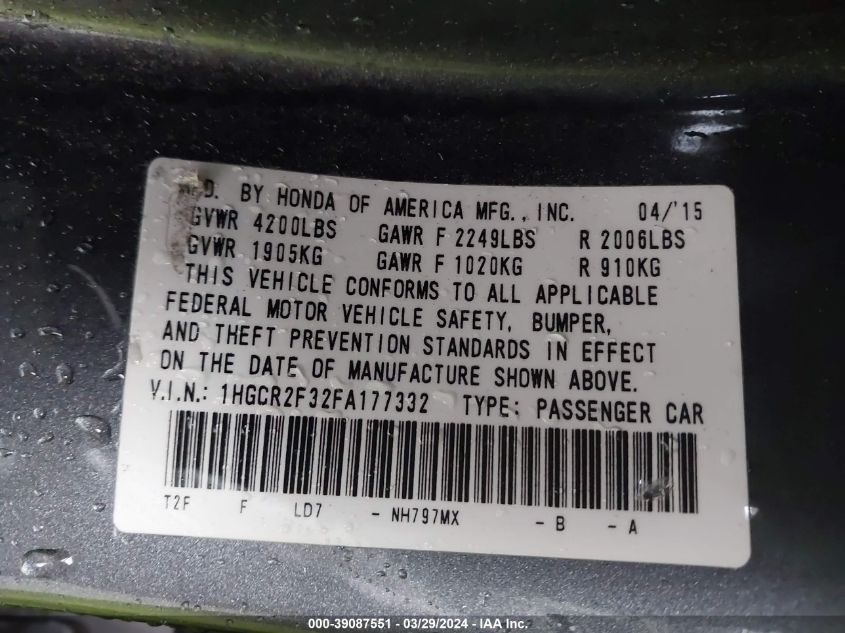 BY HONDA OF AMERICA MFG., INC. 04/'15
GVWR 4200LBS GAWR F 2249LBS R 2006LBS
GVWR 1905KG GAWR F 1020KG R 910KG
THIS VEHICLE CONFORMS TO ALL APPLICABLE
FEDERAL MOTOR VEHICLE SAFETY, BUMPER,
AND THEFT PREVENTION STANDARDS IN EFFECT
ON THE DATE OF MANUFACTURE SHOWN ABOVE.
V.I.N.: 1HGCR2F32FA177332 TYPE: PASSENGER CAR
T2F F LD7 - NH797MX - B - A
000-39087551 - 03/29/2024 - IAA Inc.